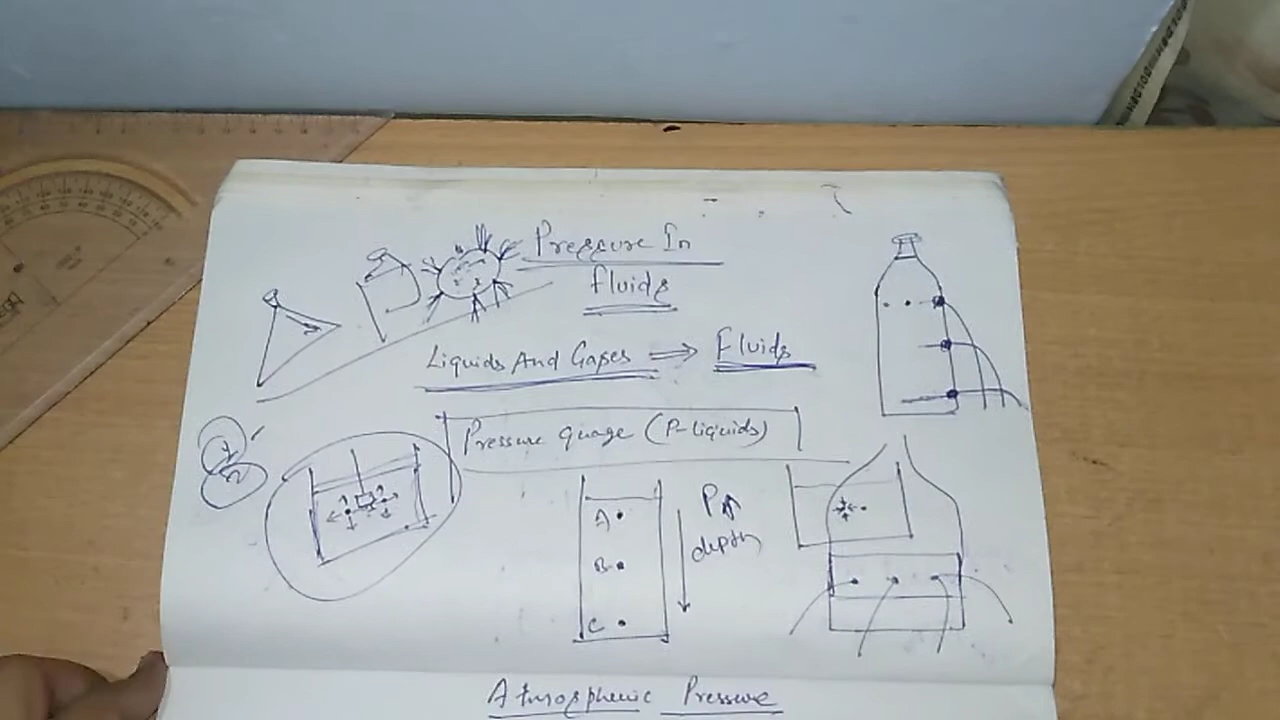 Pressure In
fluids
Liquids And Gases ⇒ Fluids
Pressure guage (P-liquids)
A
B
C
P↑
depth
Atmospheric Pressure